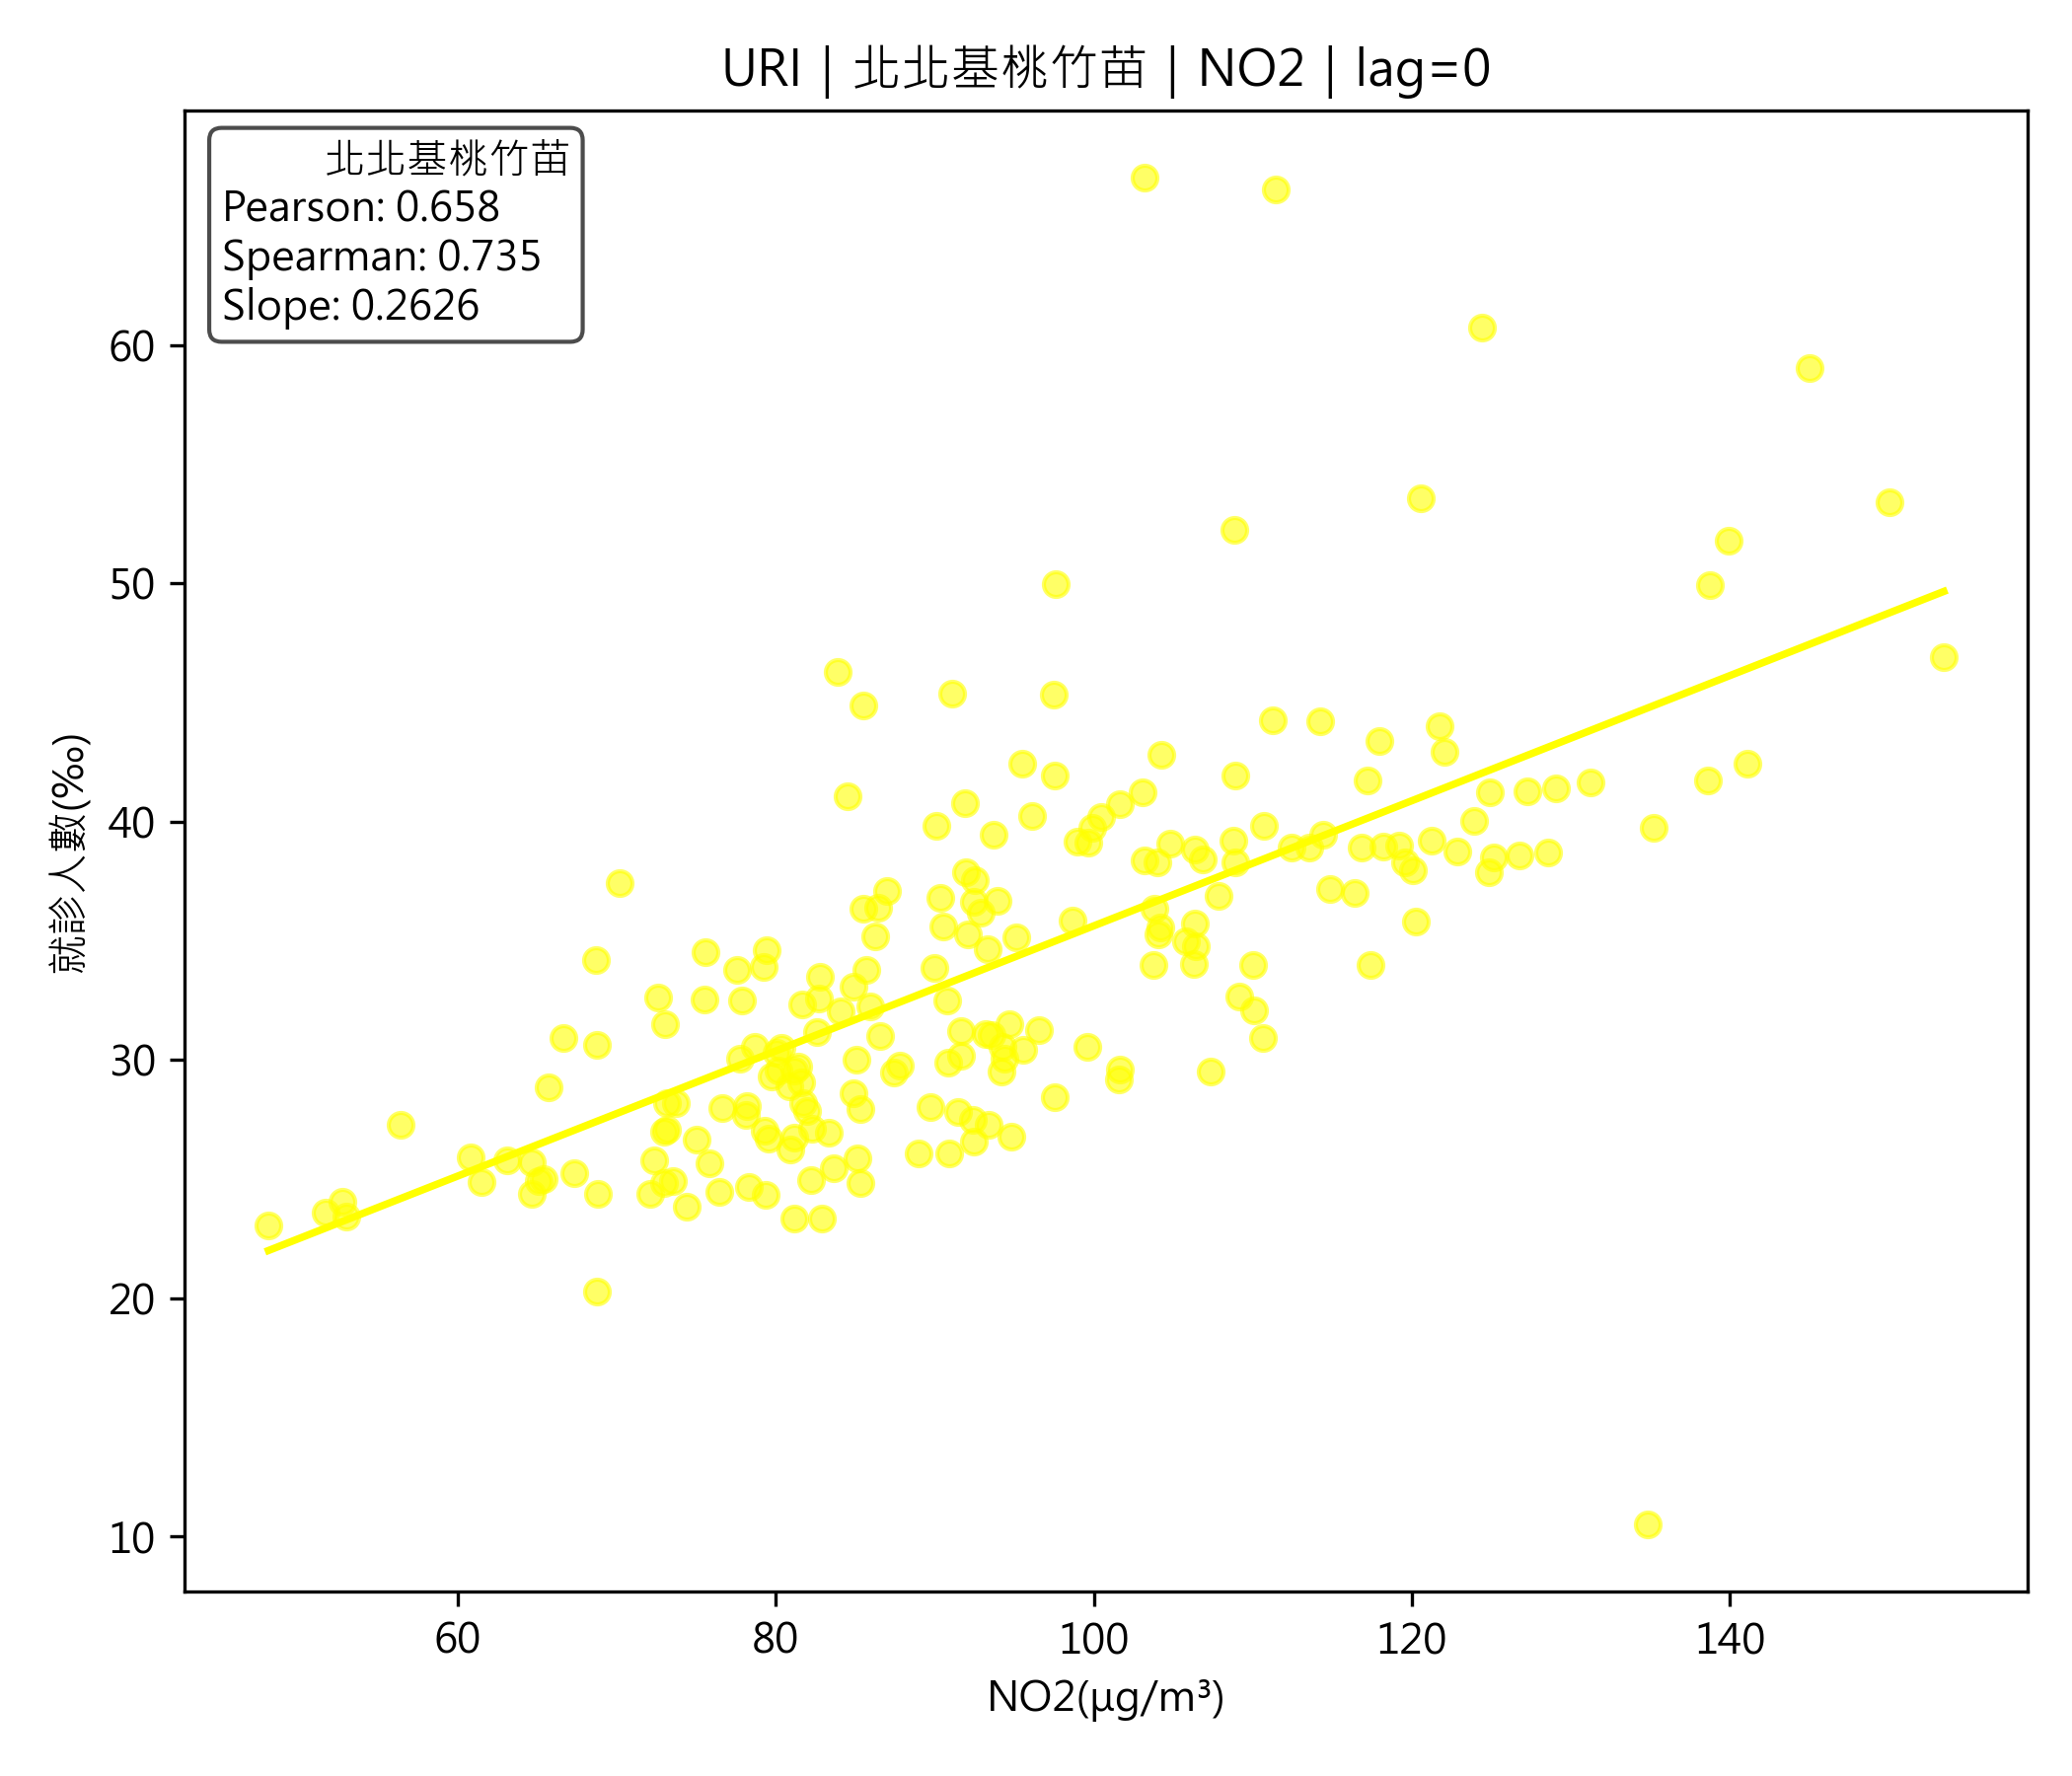 URI | 北北基桃竹苗 | NO2 | lag=0
北北基桃竹苗
Pearson: 0.658
Spearman: 0.735
Slope: 0.2626
60
50
40
30
20
10
就診人數(‰)
60 80 100 120 140
NO2(μg/m³)